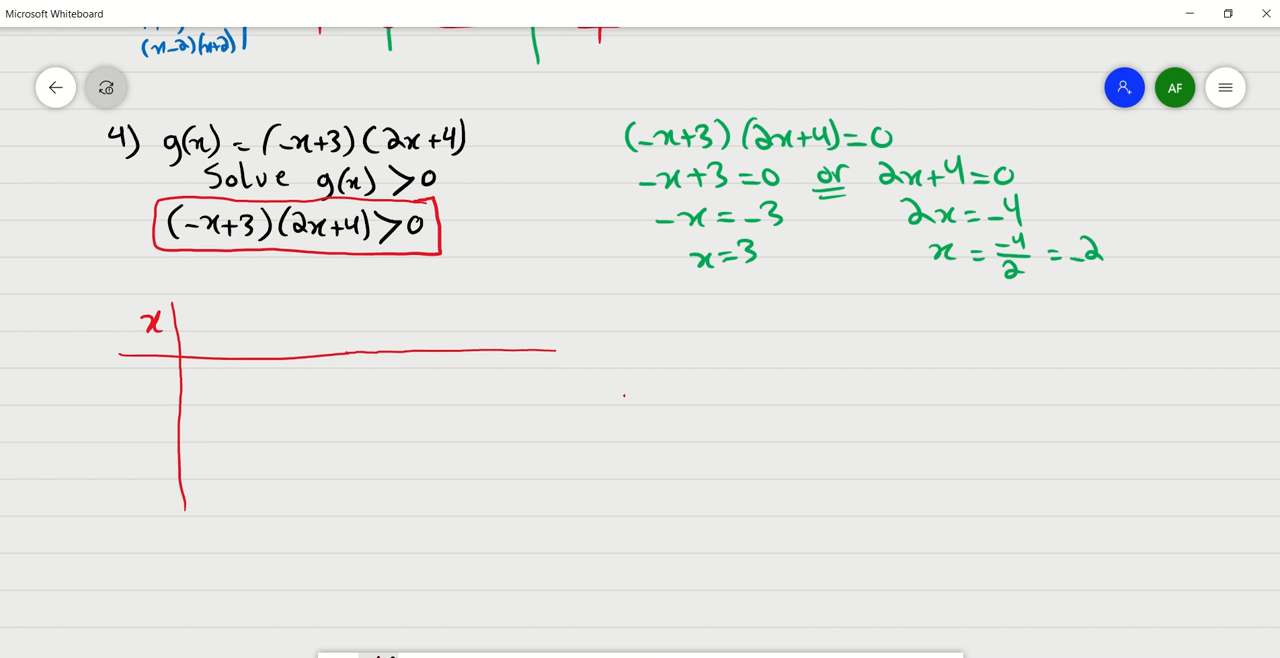 Microsoft Whiteboard
(x-2)(x+2)
AF
4) g(x) = (-x+3)(2x+4)
Solve g(x) > 0
(-x+3)(2x+4) > 0
(-x+3)(2x+4) = 0
-x+3 = 0 or 2x+4 = 0
-x = -3 2x = -4
x = 3 x = -4/2 = -2
x